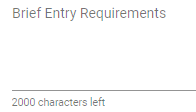 Brief Entry Requirements
2000 characters left